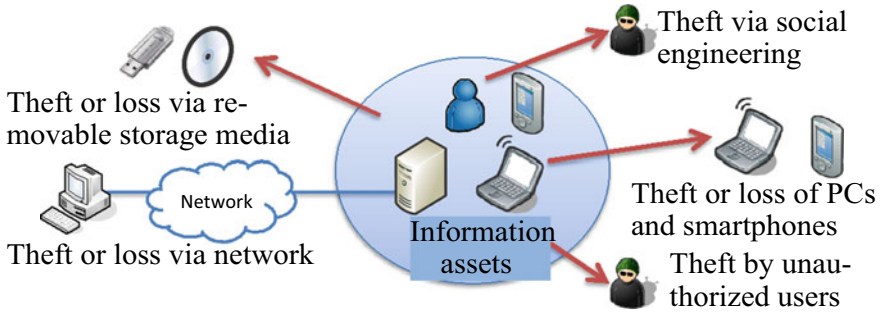 Theft via social
engineering
Theft or loss via re-
movable storage media
Network
Theft or loss via network
Information
assets
Theft or loss of PCs
and smartphones
Theft by unau-
thorized users